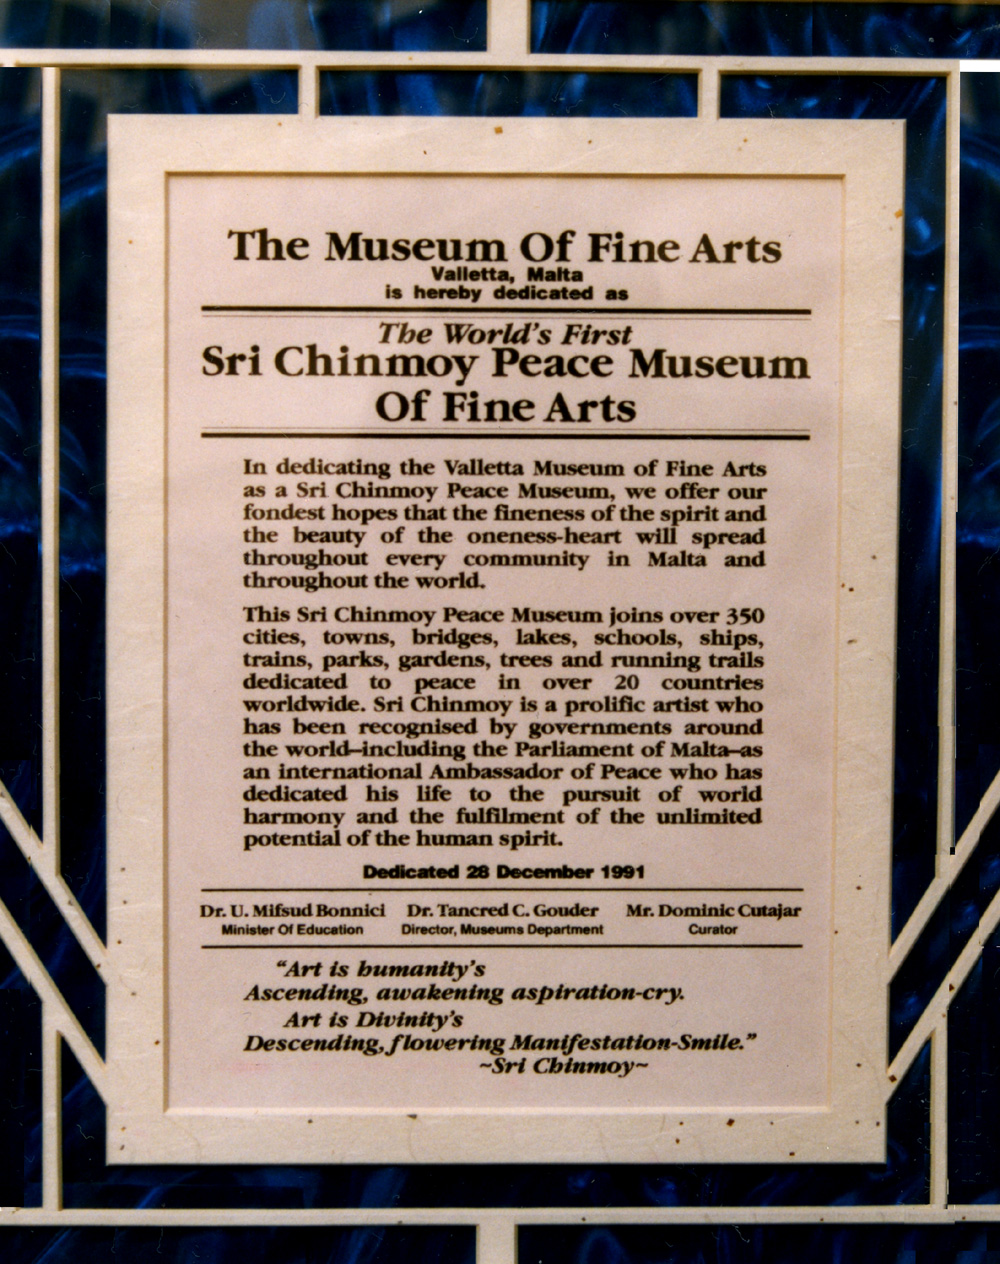 The Museum Of Fine Arts
Valletta, Malta
is hereby dedicated as
The World's First
Sri Chinmoy Peace Museum
Of Fine Arts
In dedicating the Valletta Museum of Fine Arts
as a Sri Chinmoy Peace Museum, we offer our
fondest hopes that the fineness of the spirit and
the beauty of the oneness-heart will spread
throughout every community in Malta and
throughout the world.
This Sri Chinmoy Peace Museum joins over 350
cities, towns, bridges, lakes, schools, ships,
trains, parks, gardens, trees and running trails
dedicated to peace in over 20 countries
worldwide. Sri Chinmoy is a prolific artist who
has been recognised by governments around
the world–including the Parliament of Malta–as
an international Ambassador of Peace who has
dedicated his life to the pursuit of world
harmony and the fulfilment of the unlimited
potential of the human spirit.
Dedicated 28 December 1991
Dr. U. Mifsud Bonnici Dr. Tancred C. Gouder Mr. Dominic Cutajar
Minister Of Education Director, Museums Department Curator
“Art is humanity's
Ascending, awakening aspiration-cry.
Art is Divinity's
Descending, flowering Manifestation-Smile.”
~Sri Chinmoy~